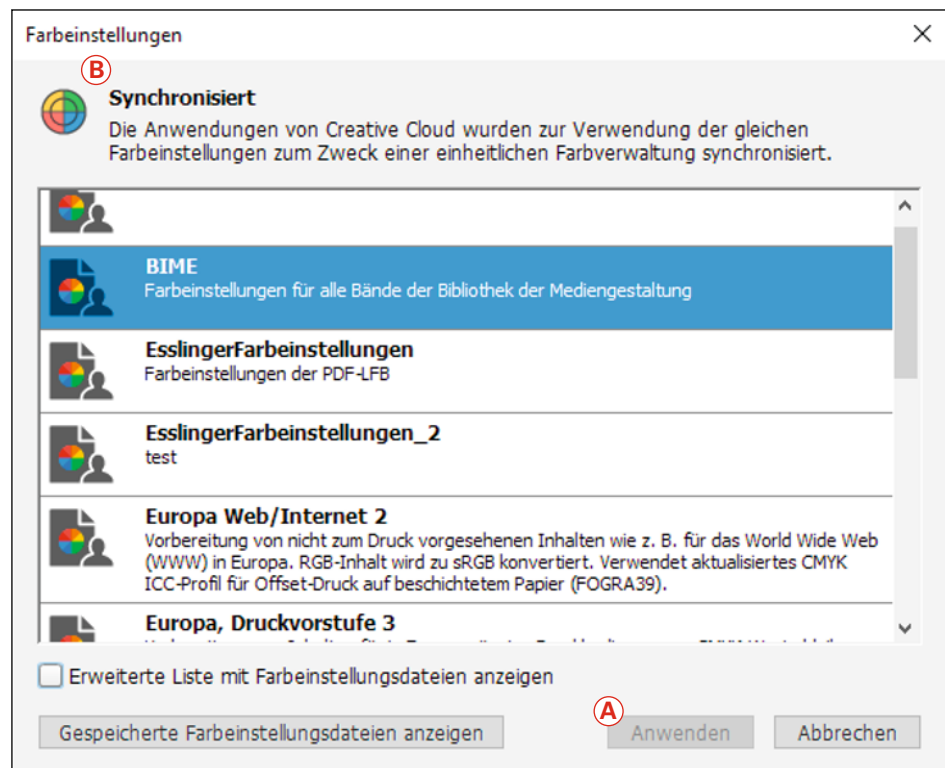 Farbeinstellungen
B
Synchronisiert
Die Anwendungen von Creative Cloud wurden zur Verwendung der gleichen
Farbeinstellungen zum Zweck einer einheitlichen Farbverwaltung synchronisiert.
BIME
Farbeinstellungen für alle Bände der Bibliothek der Mediengestaltung
EsslingerFarbeinstellungen
Farbeinstellungen der PDF-LFB
EsslingerFarbeinstellungen_2
test
Europa Web/Internet 2
Vorbereitung von nicht zum Druck vorgesehenen Inhalten wie z. B. für das World Wide Web
(WWW) in Europa. RGB-Inhalt wird zu sRGB konvertiert. Verwendet aktualisiertes CMYK
ICC-Profil für Offset-Druck auf beschichtetem Papier (FOGRA39).
Europa, Druckvorstufe 3
Erweiterte Liste mit Farbeinstellungsdateien anzeigen
A
Gespeicherte Farbeinstellungsdateien anzeigen
Anwenden
Abbrechen